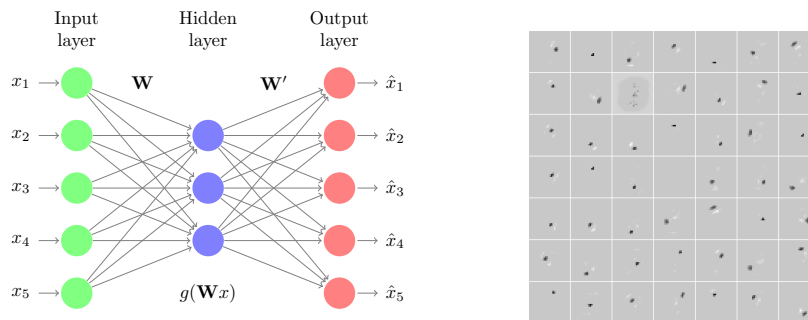 Input
layer
Hidden
layer
Output
layer
x₁
W
W′
x̂₁
x₂
x̂₂
x₃
x̂₃
x₄
x̂₄
x₅
g(Wx)
x̂₅